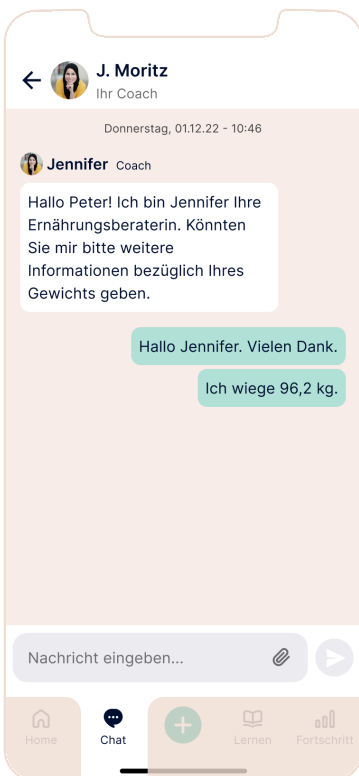 J. Moritz
Ihr Coach
Donnerstag, 01.12.22 - 10:46
Jennifer Coach
Hallo Peter! Ich bin Jennifer Ihre
Ernährungsberaterin. Könnten
Sie mir bitte weitere
Informationen bezüglich Ihres
Gewichts geben.
Hallo Jennifer. Vielen Dank.
Ich wiege 96,2 kg.
Nachricht eingeben...
Home Chat Lernen Fortschritt